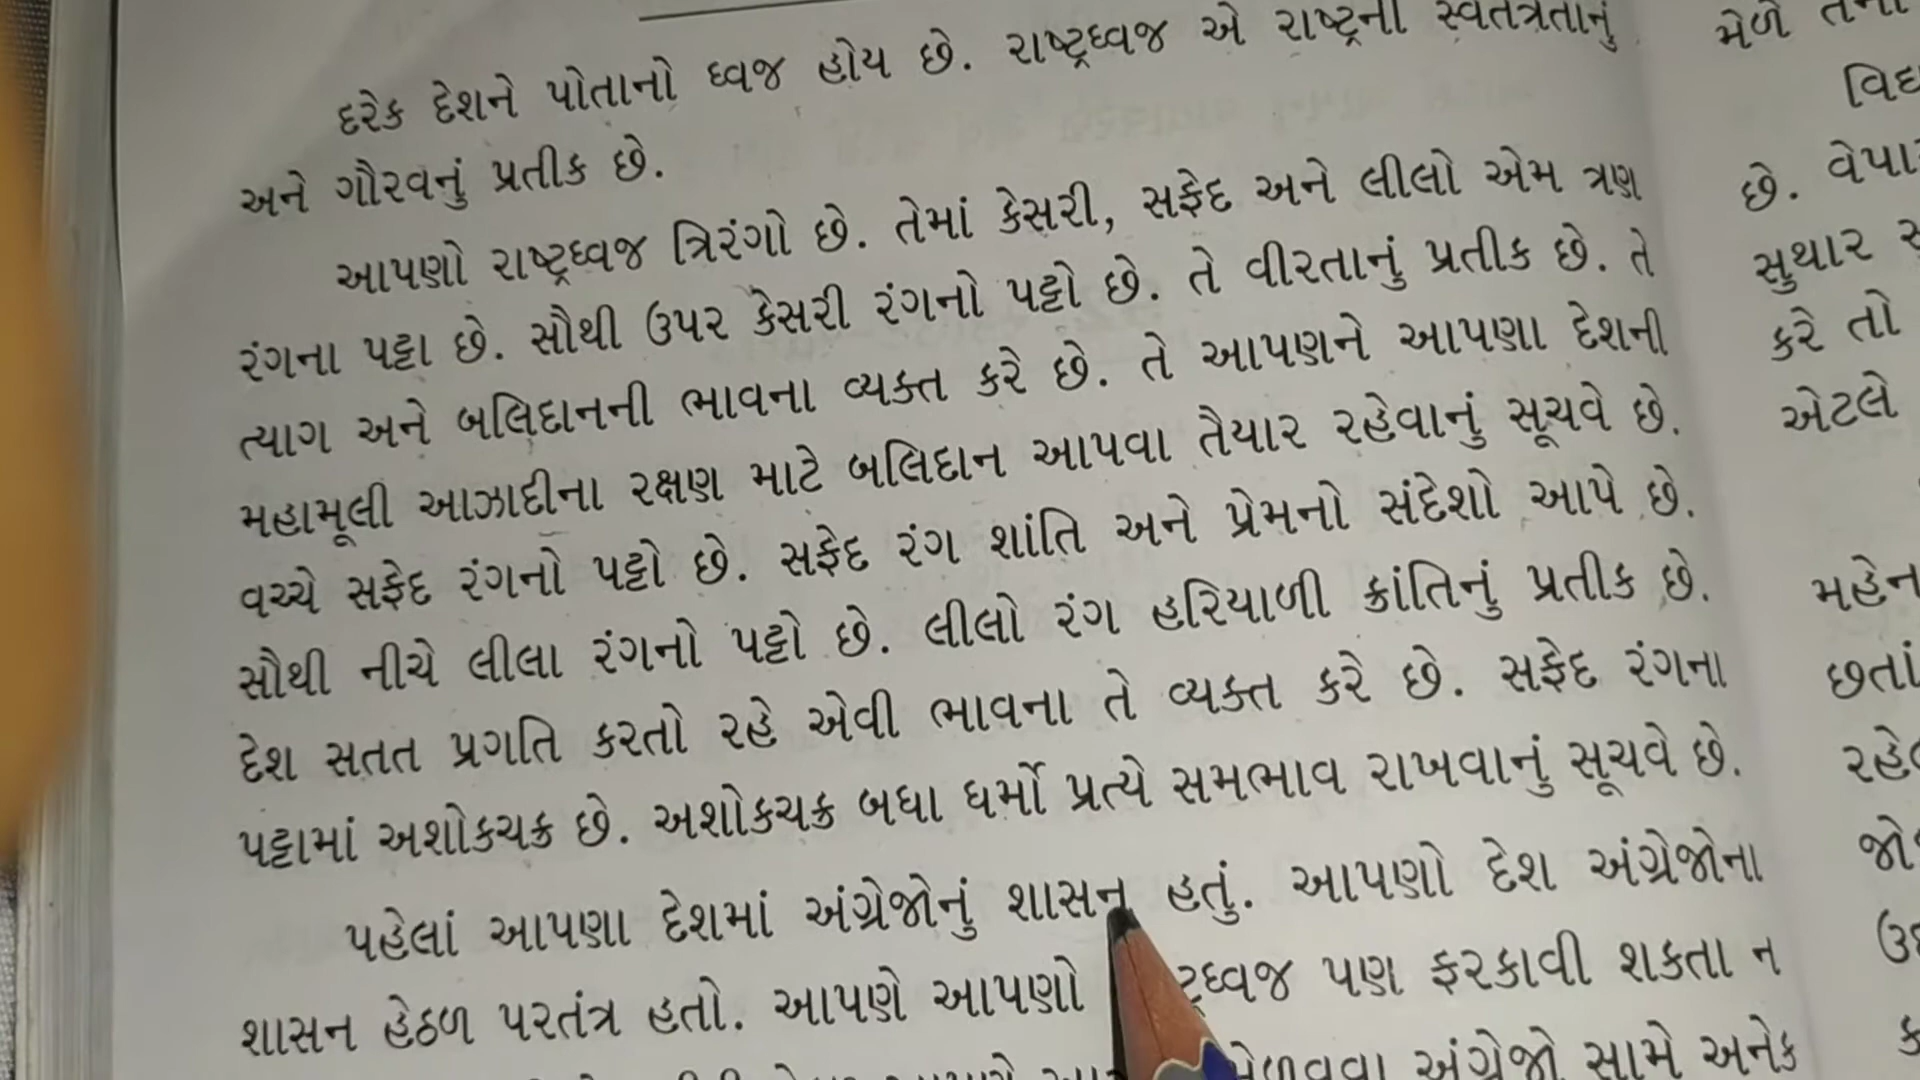 દરેક દેશને પોતાનો ધ્વજ હોય છે. રાષ્ટ્રધ્વજ એ રાષ્ટ્રની સ્વતંત્રતાનું
અને ગૌરવનું પ્રતીક છે.
આપણો રાષ્ટ્રધ્વજ ત્રિરંગો છે. તેમાં કેસરી, સફેદ અને લીલો એમ ત્રણ
રંગના પટ્ટા છે. સૌથી ઉપર કેસરી રંગનો પટ્ટો છે. તે વીરતાનું પ્રતીક છે. તે
ત્યાગ અને બલિદાનની ભાવના વ્યક્ત કરે છે. તે આપણને આપણા દેશની
મહામૂલી આઝાદીના રક્ષણ માટે બલિદાન આપવા તૈયાર રહેવાનું સૂચવે છે.
વચ્ચે સફેદ રંગનો પટ્ટો છે. સફેદ રંગ શાંતિ અને પ્રેમનો સંદેશો આપે છે.
સૌથી નીચે લીલા રંગનો પટ્ટો છે. લીલો રંગ હરિયાળી ક્રાંતિનું પ્રતીક છે.
દેશ સતત પ્રગતિ કરતો રહે એવી ભાવના તે વ્યક્ત કરે છે. સફેદ રંગના
પટ્ટામાં અશોકચક્ર છે. અશોકચક્ર બધા ધર્મો પ્રત્યે સમભાવ રાખવાનું સૂચવે છે.
પહેલાં આપણા દેશમાં અંગ્રેજોનું શાસન હતું. આપણો દેશ અંગ્રેજોના
શાસન હેઠળ પરતંત્ર હતો. આપણે આપણો પણ ફરકાવી શકતા ન
અંગ્રેજો સામે અનેક
મેળે
છે.
સુથાર
કરે તો
એટલે
છતાં